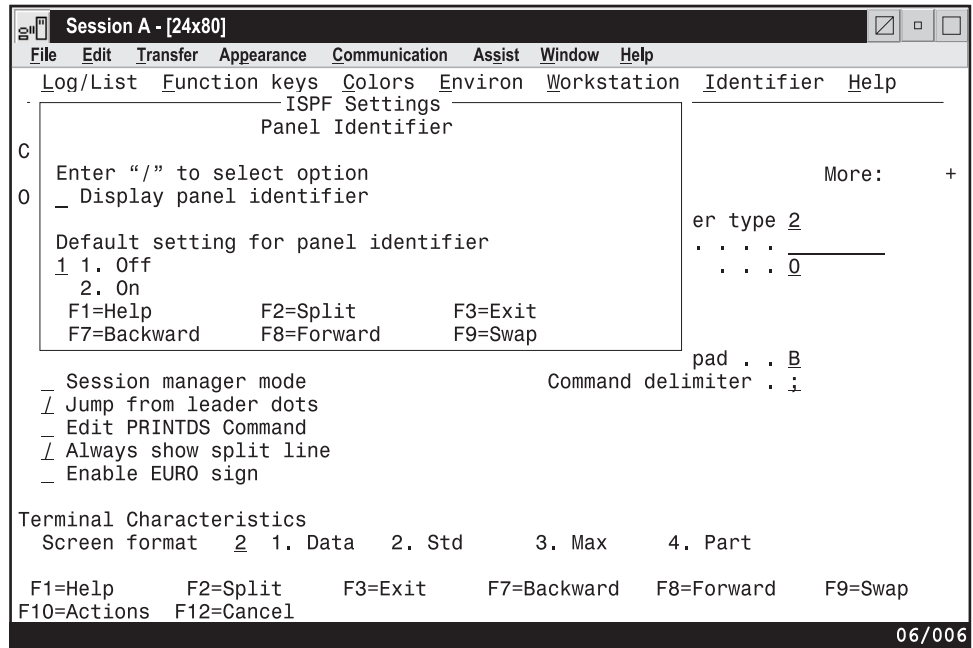 Session A - [24x80]
File Edit Transfer Appearance Communication Assist Window Help
Log/List Function keys Colors Environ Workstation Identifier Help
ISPF Settings
Panel Identifier
C
Enter “/” to select option More: +
O _ Display panel identifier
er type 2
Default setting for panel identifier . . . .
1 1. Off . . . 0
2. On
F1=Help F2=Split F3=Exit
F7=Backward F8=Forward F9=Swap
pad . . B
_ Session manager mode Command delimiter . ;
/ Jump from leader dots
_ Edit PRINTDS Command
/ Always show split line
_ Enable EURO sign
Terminal Characteristics
Screen format 2 1. Data 2. Std 3. Max 4. Part
F1=Help F2=Split F3=Exit F7=Backward F8=Forward F9=Swap
F10=Actions F12=Cancel
06/006